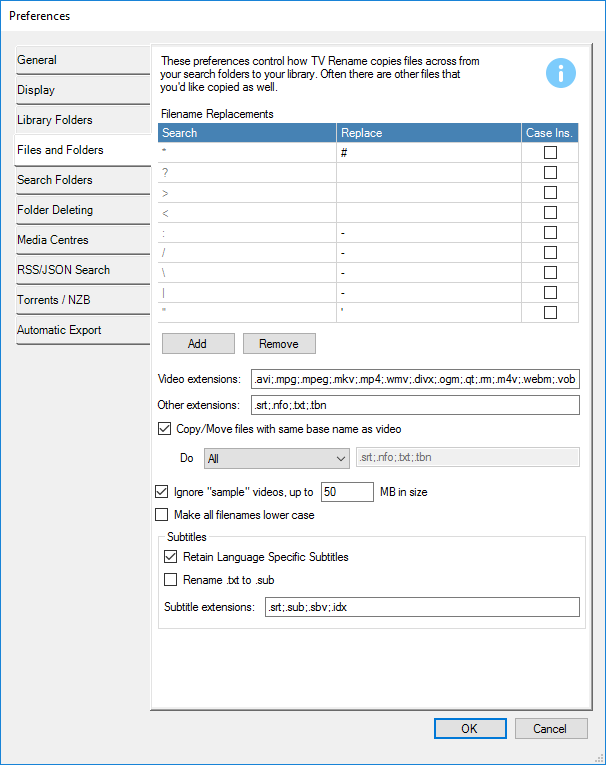 Preferences
General
Display
Library Folders
Files and Folders
Search Folders
Folder Deleting
Media Centres
RSS/JSON Search
Torrents / NZB
Automatic Export
These preferences control how TV Rename copies files across from
your search folders to your library. Often there are other files that
you'd like copied as well.
i
Filename Replacements
Search Replace Case Ins.
* #
?
>
<
: -
/ -
\ -
| -
" '
Add Remove
Video extensions: .avi;.mpg;.mpeg;.mkv;.mp4;.wmv;.divx;.ogm;.qt;.rm;.m4v;.webm;.vob
Other extensions: .srt;.nfo;.txt;.tbn
Copy/Move files with same base name as video
Do All .srt;.nfo;.txt;.tbn
Ignore "sample" videos, up to 50 MB in size
Make all filenames lower case
Subtitles
Retain Language Specific Subtitles
Rename .txt to .sub
Subtitle extensions: .srt;.sub;.sbv;.idx
OK Cancel